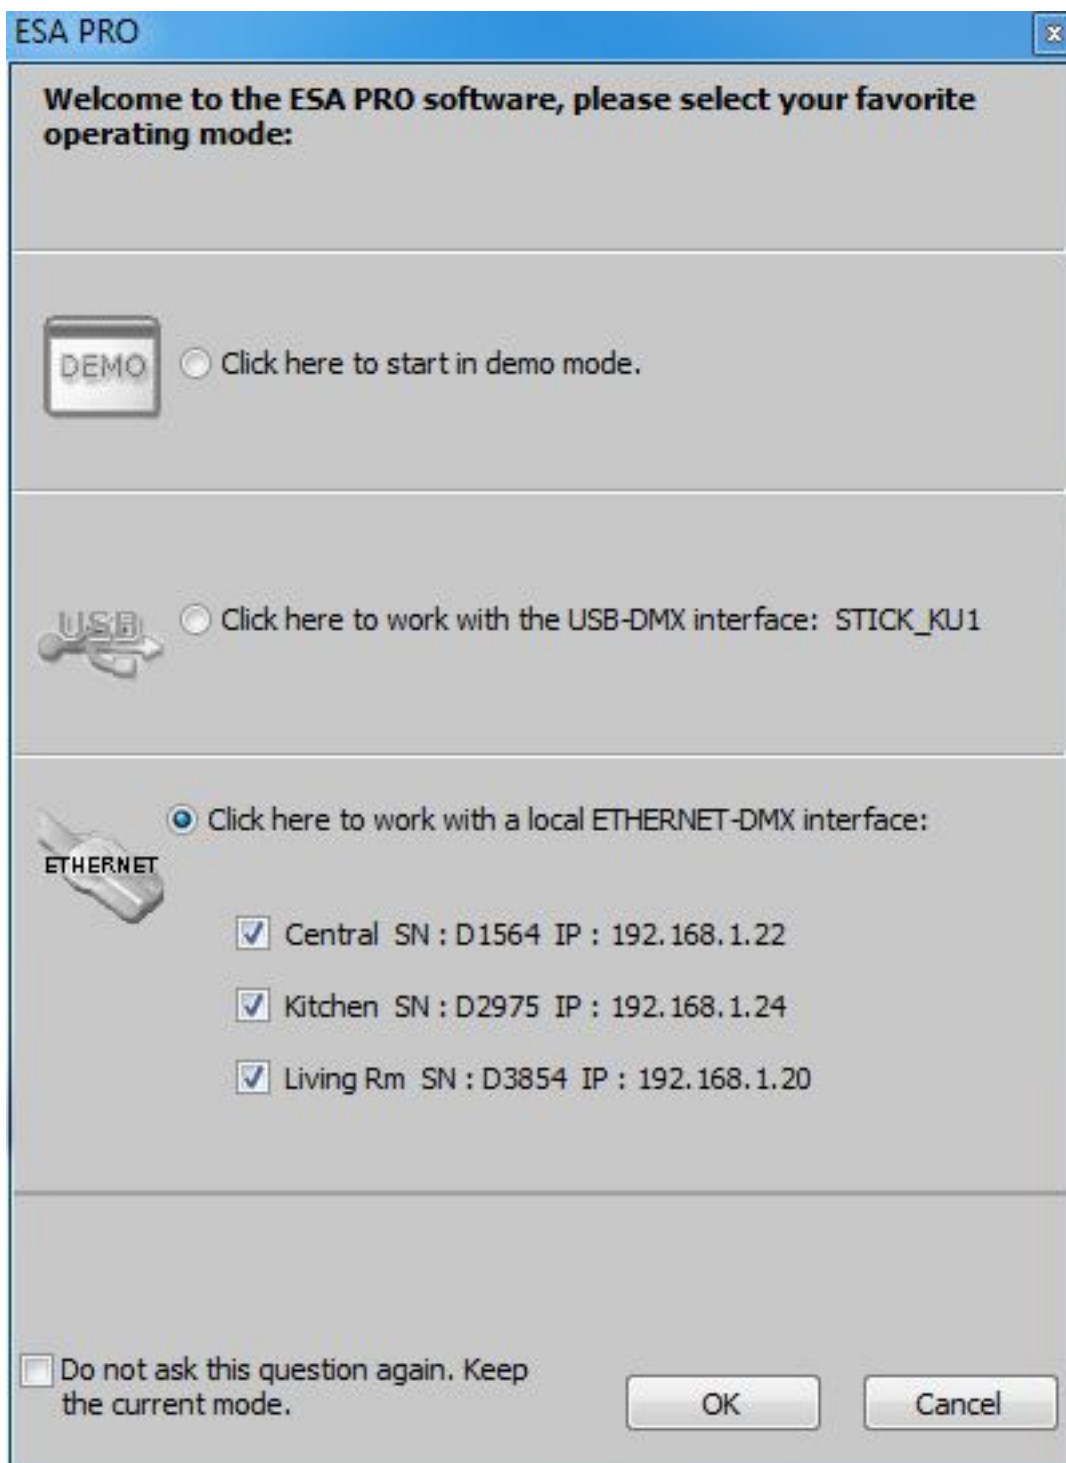 ESA PRO
Welcome to the ESA PRO software, please select your favorite
operating mode:
DEMO
Click here to start in demo mode.
USB
Click here to work with the USB-DMX interface: STICK_KU1
Click here to work with a local ETHERNET-DMX interface:
ETHERNET
Central SN : D1564 IP : 192.168.1.22
Kitchen SN : D2975 IP : 192.168.1.24
Living Rm SN : D3854 IP : 192.168.1.20
Do not ask this question again. Keep
the current mode.
OK
Cancel